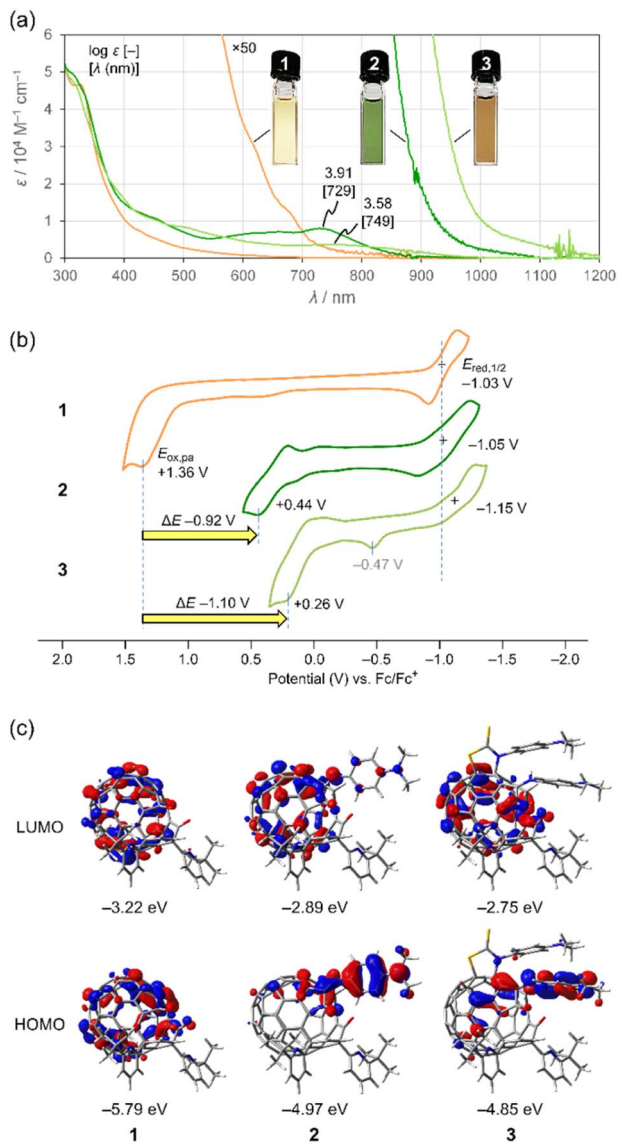 (a)
6
5
4
3
2
1
0
ε / 10⁴ M⁻¹ cm⁻¹
log ε [–]
[λ (nm)]
×50
1
2
3
3.91
[729]
3.58
[749]
300 400 500 600 700 800 900 1000 1100 1200
λ / nm
(b)
1
E_red,1/2
−1.03 V
E_ox,pa
+1.36 V
2
−1.05 V
ΔE −0.92 V
+0.44 V
3
−1.15 V
−0.47 V
ΔE −1.10 V
+0.26 V
2.0 1.5 1.0 0.5 0.0 −0.5 −1.0 −1.5 −2.0
Potential (V) vs. Fc/Fc⁺
(c)
LUMO
−3.22 eV −2.89 eV −2.75 eV
HOMO
−5.79 eV −4.97 eV −4.85 eV
1 2 3